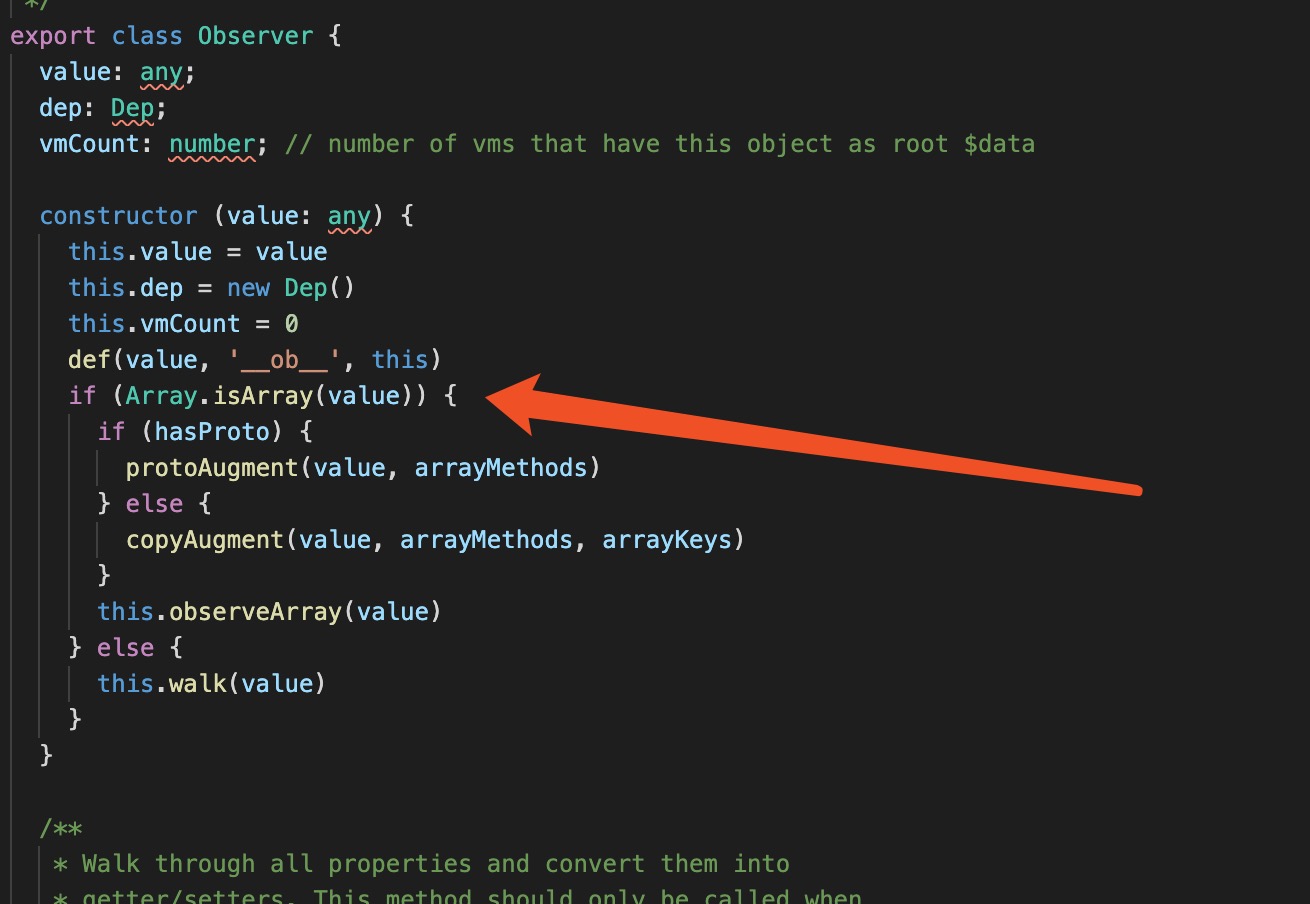 */
export class Observer {
value: any;
dep: Dep;
vmCount: number; // number of vms that have this object as root $data
constructor (value: any) {
this.value = value
this.dep = new Dep()
this.vmCount = 0
def(value, '__ob__', this)
if (Array.isArray(value)) {
if (hasProto) {
protoAugment(value, arrayMethods)
} else {
copyAugment(value, arrayMethods, arrayKeys)
}
this.observeArray(value)
} else {
this.walk(value)
}
}
/**
* Walk through all properties and convert them into
* getter/setters. This method should only be called when